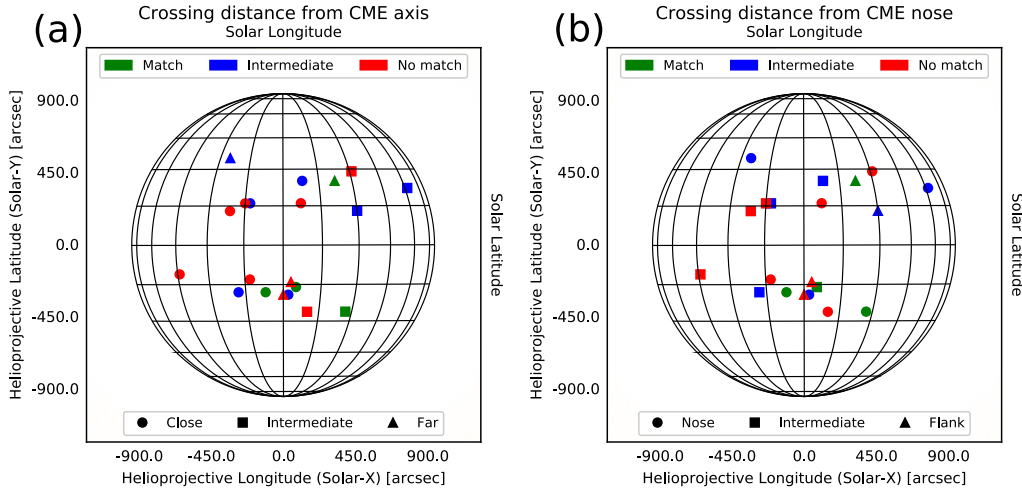 (a)
Crossing distance from CME axis
Solar Longitude
Match
Intermediate
No match
900.0
450.0
0.0
-450.0
-900.0
Helioprojective Latitude (Solar-Y) [arcsec]
Solar Latitude
Close
Intermediate
Far
-900.0 -450.0 0.0 450.0 900.0
Helioprojective Longitude (Solar-X) [arcsec]
(b)
Crossing distance from CME nose
Solar Longitude
Match
Intermediate
No match
900.0
450.0
0.0
-450.0
-900.0
Helioprojective Latitude (Solar-Y) [arcsec]
Solar Latitude
Nose
Intermediate
Flank
-900.0 -450.0 0.0 450.0 900.0
Helioprojective Longitude (Solar-X) [arcsec]